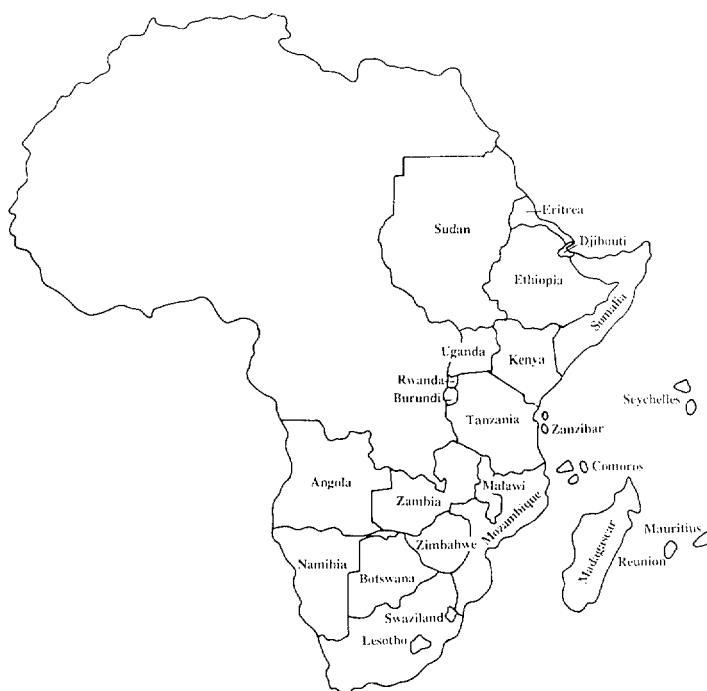 Eritrea
Sudan
Djibouti
Ethiopia
Somalia
Uganda
Kenya
Rwanda
Burundi
Seychelles
Tanzania
Zanzibar
Comoros
Angola
Malawi
Zambia
Mozambique
Mauritius
Zimbabwe
Madagascar
Reunion
Namibia
Botswana
Swaziland
Lesotho